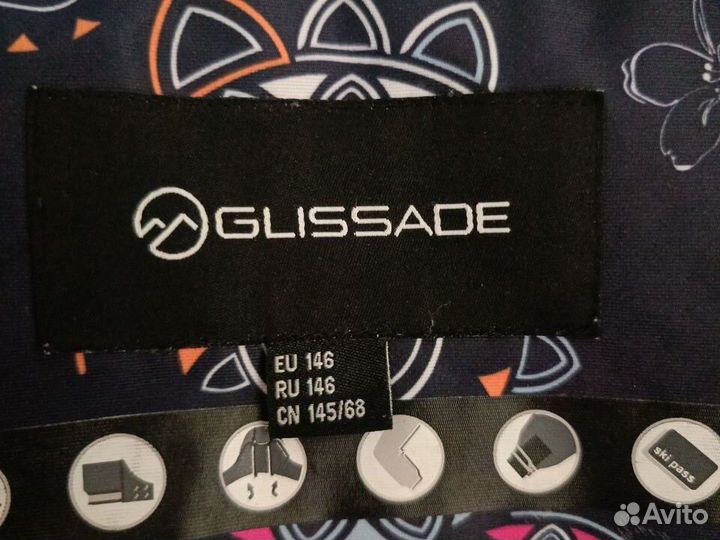 GLISSADE
EU 146
RU 146
CN 145/68
ski pass
Avito